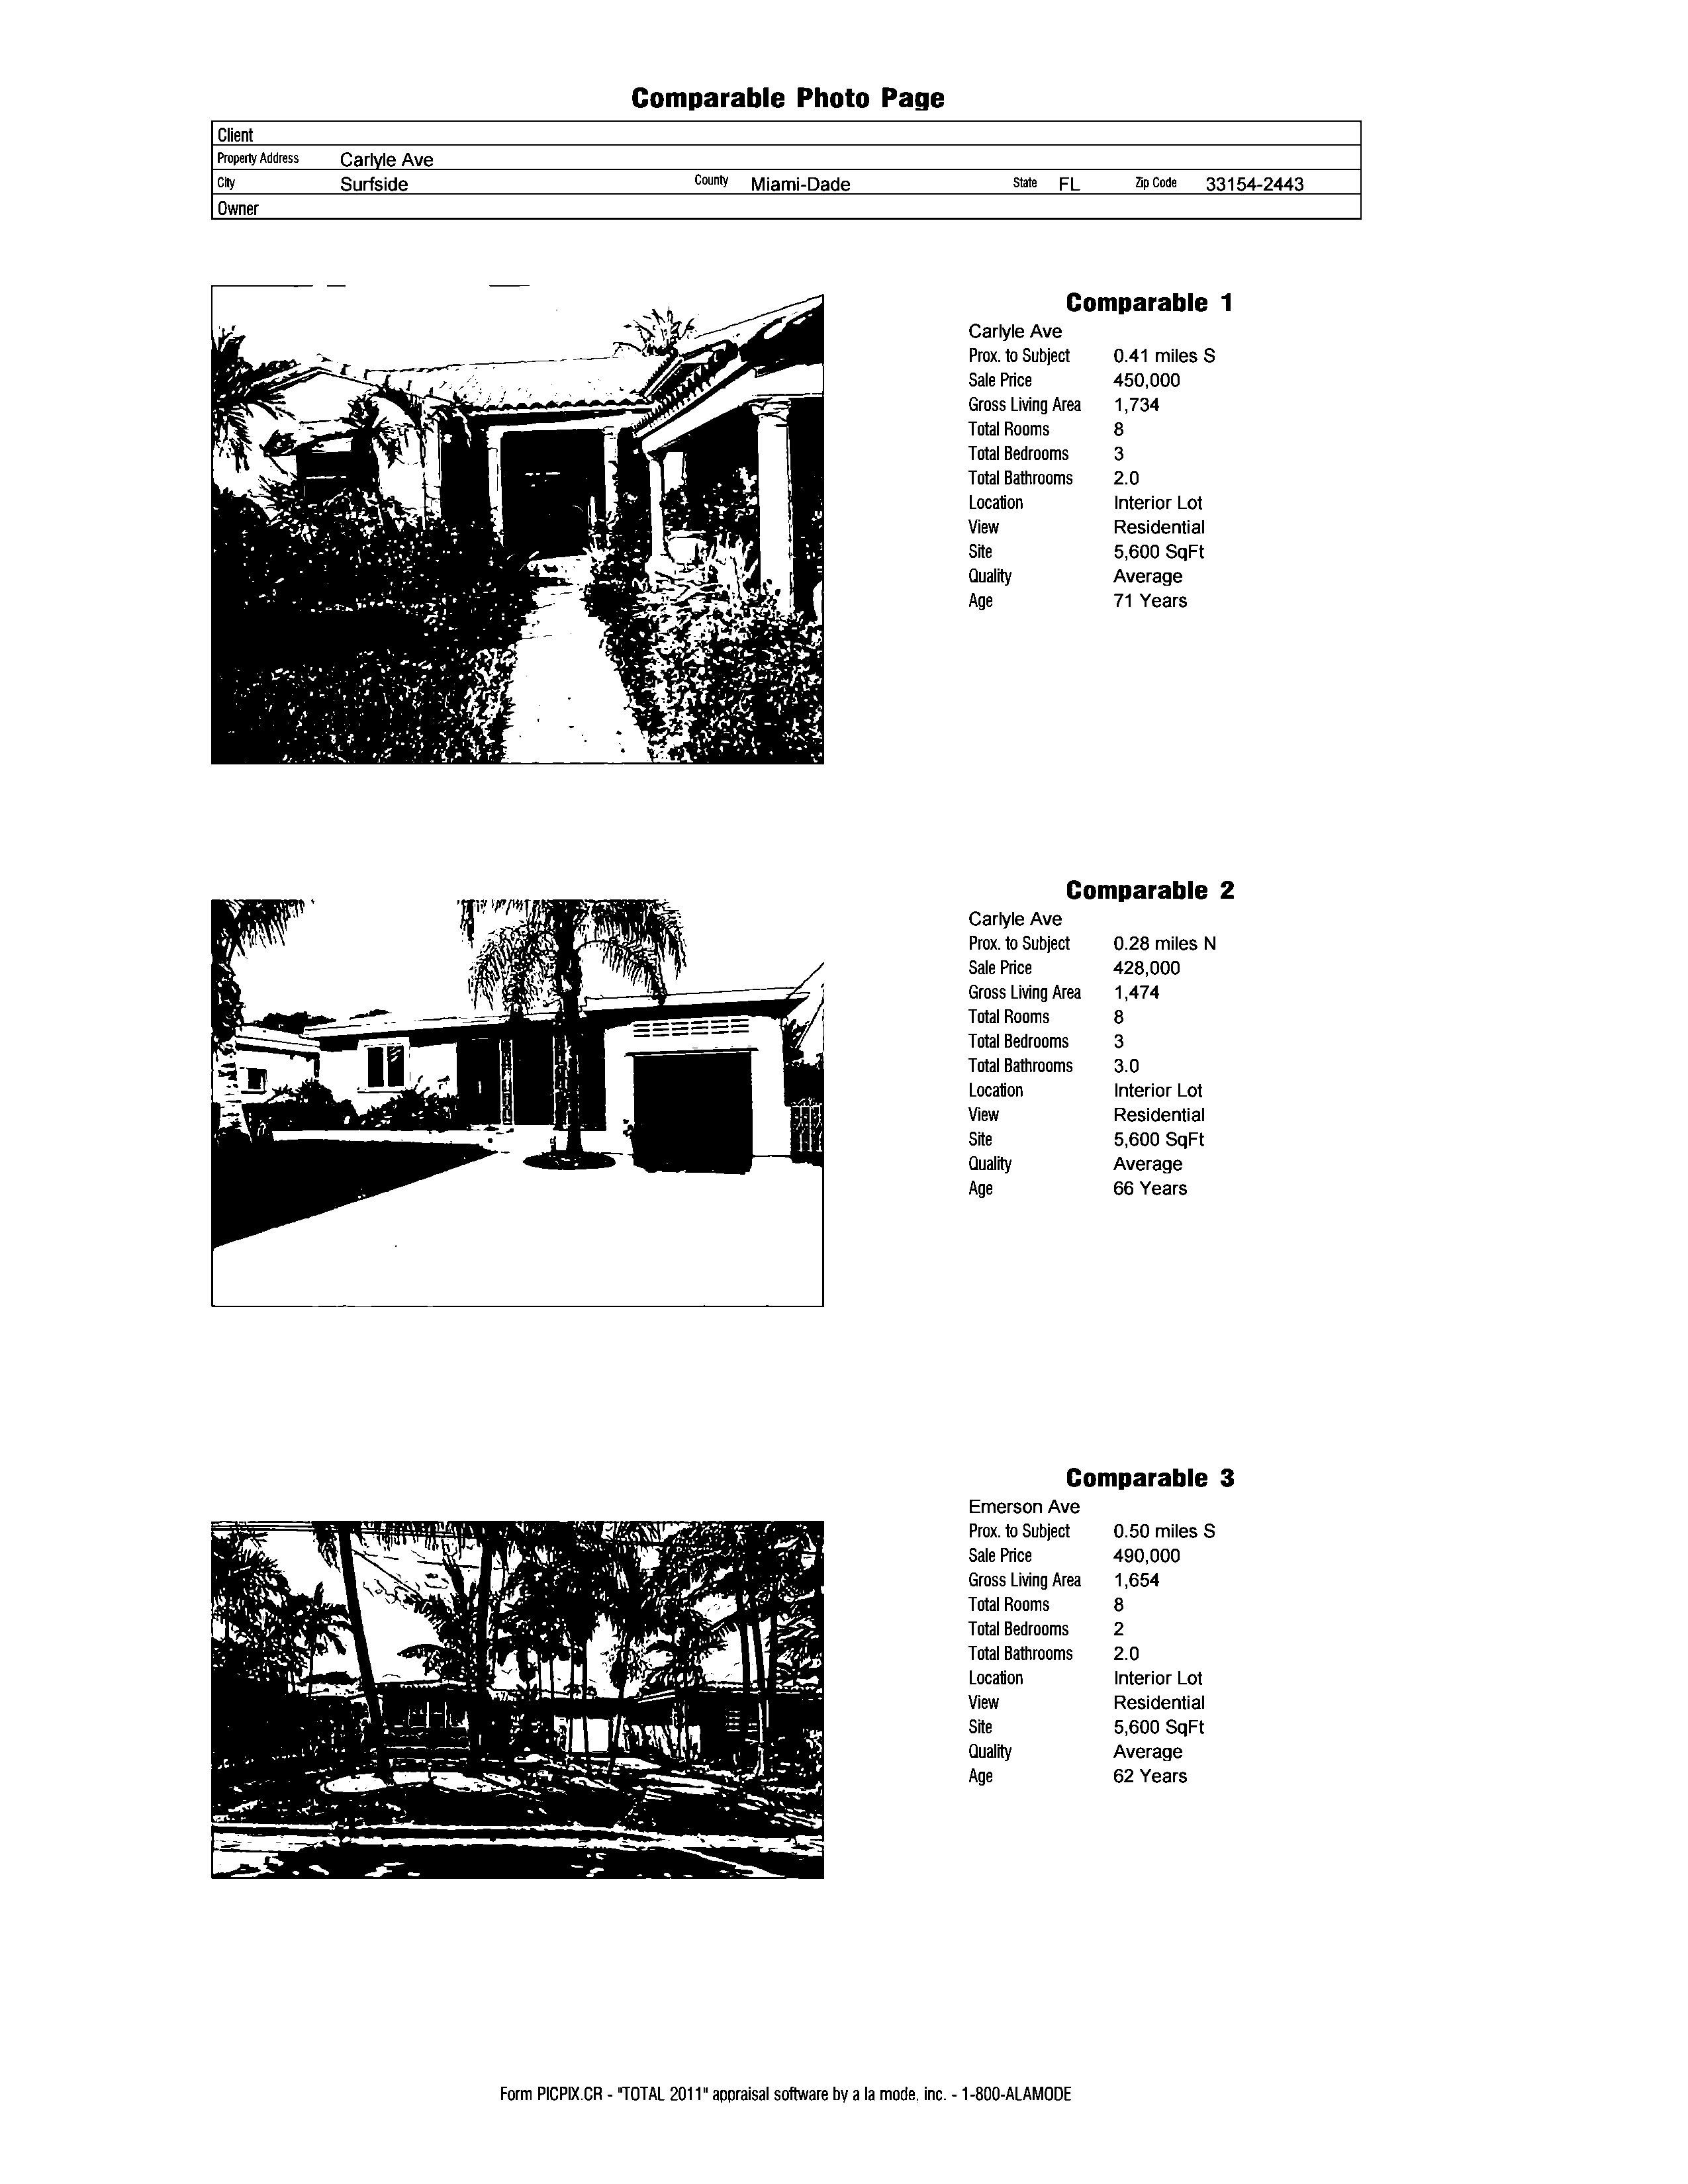 Comparable Photo Page
Client
Property Address Carlyle Ave
City Surfside County Miami-Dade State FL Zip Code 33154-2443
Owner
Comparable 1
Carlyle Ave
Prox. to Subject 0.41 miles S
Sale Price 450,000
Gross Living Area 1,734
Total Rooms 8
Total Bedrooms 3
Total Bathrooms 2.0
Location Interior Lot
View Residential
Site 5,600 SqFt
Quality Average
Age 71 Years
Comparable 2
Carlyle Ave
Prox. to Subject 0.28 miles N
Sale Price 428,000
Gross Living Area 1,474
Total Rooms 8
Total Bedrooms 3
Total Bathrooms 3.0
Location Interior Lot
View Residential
Site 5,600 SqFt
Quality Average
Age 66 Years
Comparable 3
Emerson Ave
Prox. to Subject 0.50 miles S
Sale Price 490,000
Gross Living Area 1,654
Total Rooms 8
Total Bedrooms 2
Total Bathrooms 2.0
Location Interior Lot
View Residential
Site 5,600 SqFt
Quality Average
Age 62 Years
Form PICPIX.CR - "TOTAL 2011" appraisal software by a la mode, inc. - 1-800-ALAMODE